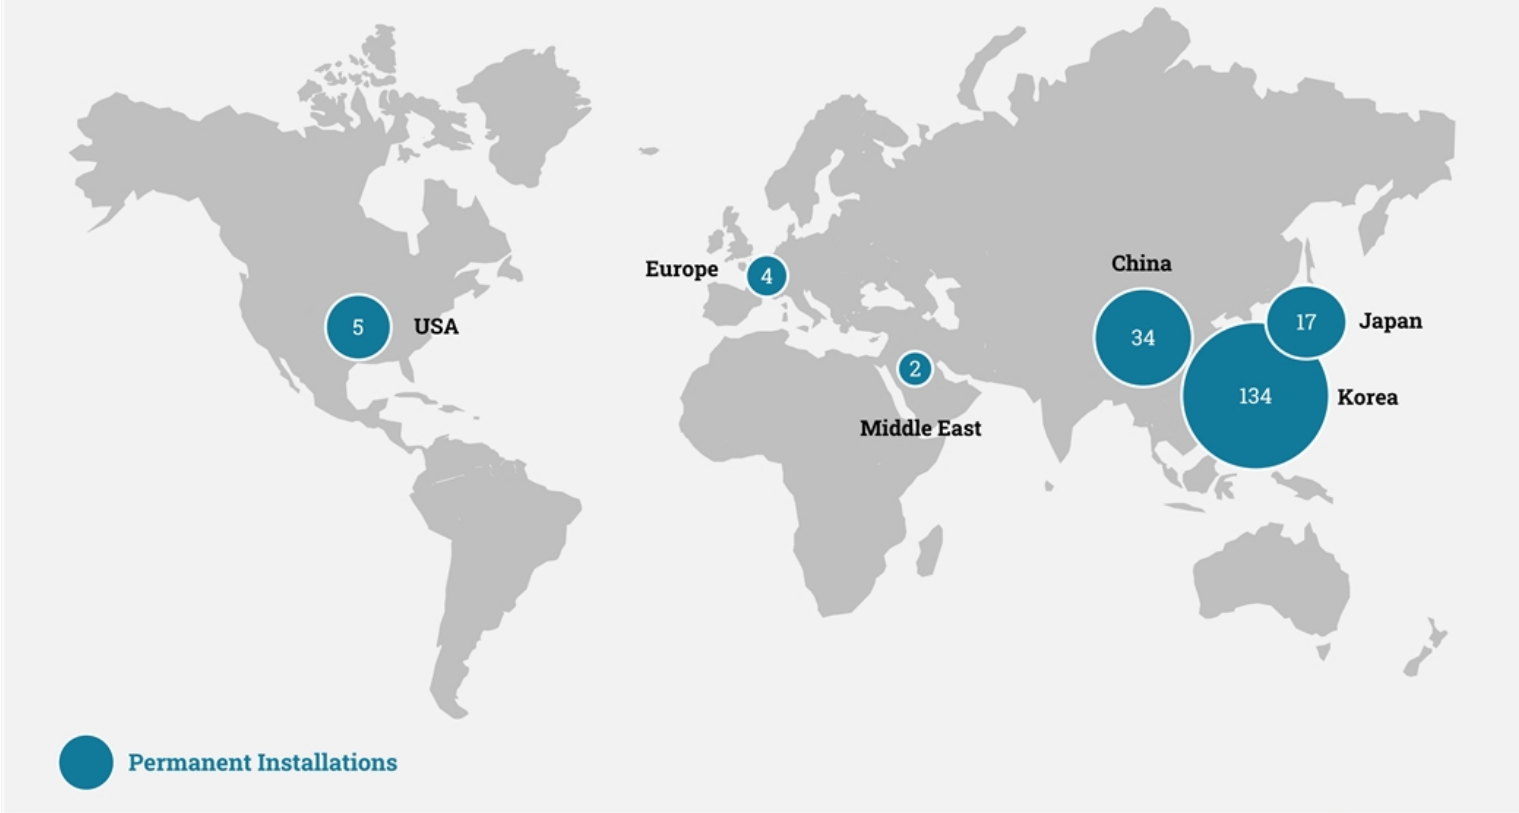 China
Europe
4
5
USA
34
17
Japan
2
134
Korea
Middle East
Permanent Installations